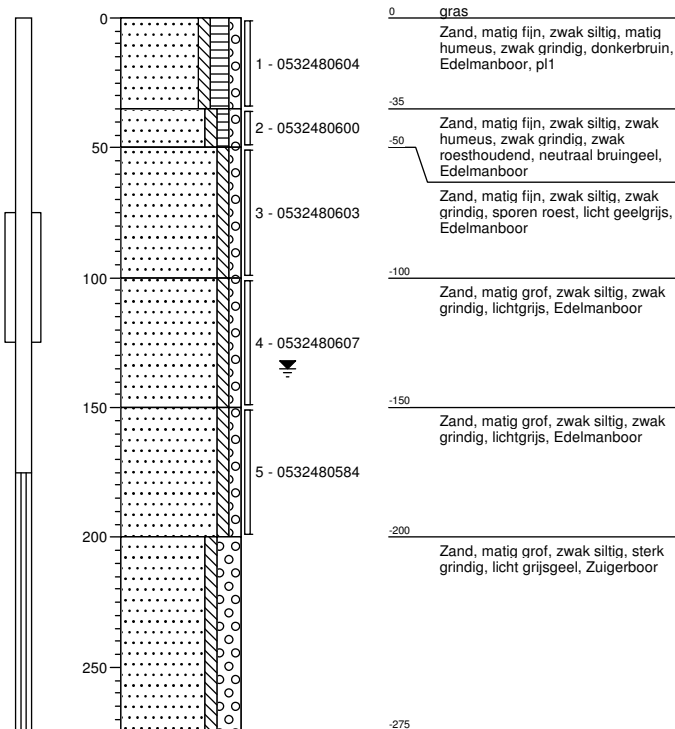 0
50
100
150
200
250
1 - 0532480604
2 - 0532480600
3 - 0532480603
4 - 0532480607
5 - 0532480584
0
gras
Zand, matig fijn, zwak siltig, matig
humeus, zwak grindig, donkerbruin,
Edelmanboor, pl1
-35
Zand, matig fijn, zwak siltig, zwak
humeus, zwak grindig, zwak
roesthoudend, neutraal bruingeel,
Edelmanboor
-50
Zand, matig fijn, zwak siltig, zwak
grindig, sporen roest, licht geelgrijs,
Edelmanboor
-100
Zand, matig grof, zwak siltig, zwak
grindig, lichtgrijs, Edelmanboor
-150
Zand, matig grof, zwak siltig, zwak
grindig, lichtgrijs, Edelmanboor
-200
Zand, matig grof, zwak siltig, sterk
grindig, licht grijsgeel, Zuigerboor
-275